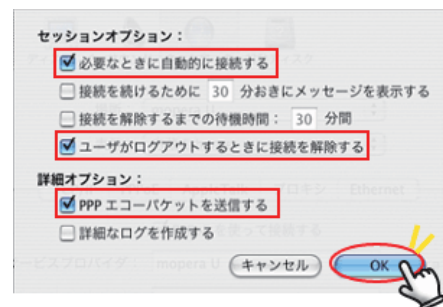 セッションオプション：
必要なときに自動的に接続する
接続を続けるために 30 分おきにメッセージを表示する
接続を解除するまでの待機時間： 30 分間
ユーザがログアウトするときに接続を解除する
詳細オプション：
PPP エコーパケットを送信する
詳細なログを作成する
キャンセル OK